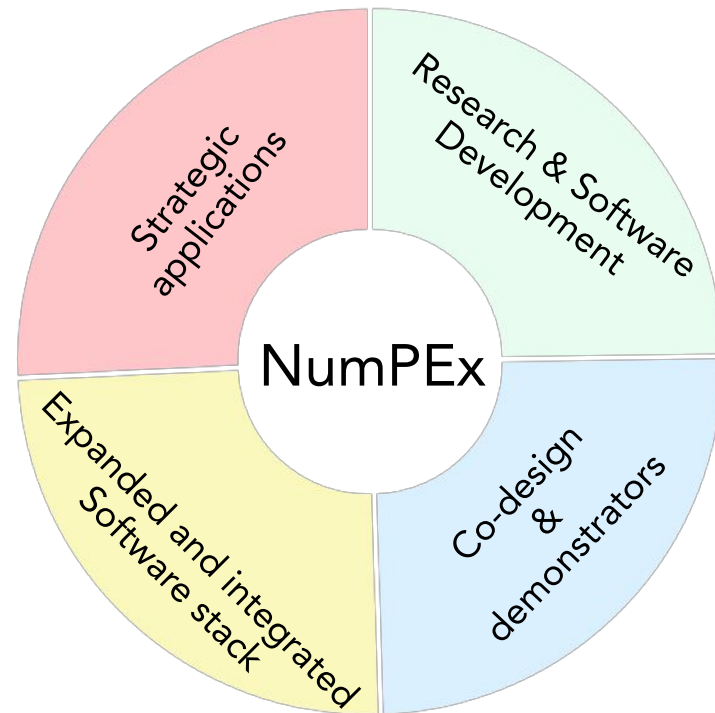 Strategic
applications
Research & Software
Development
NumPEx
Expanded and integrated
Software stack
Co-design
&
demonstrators